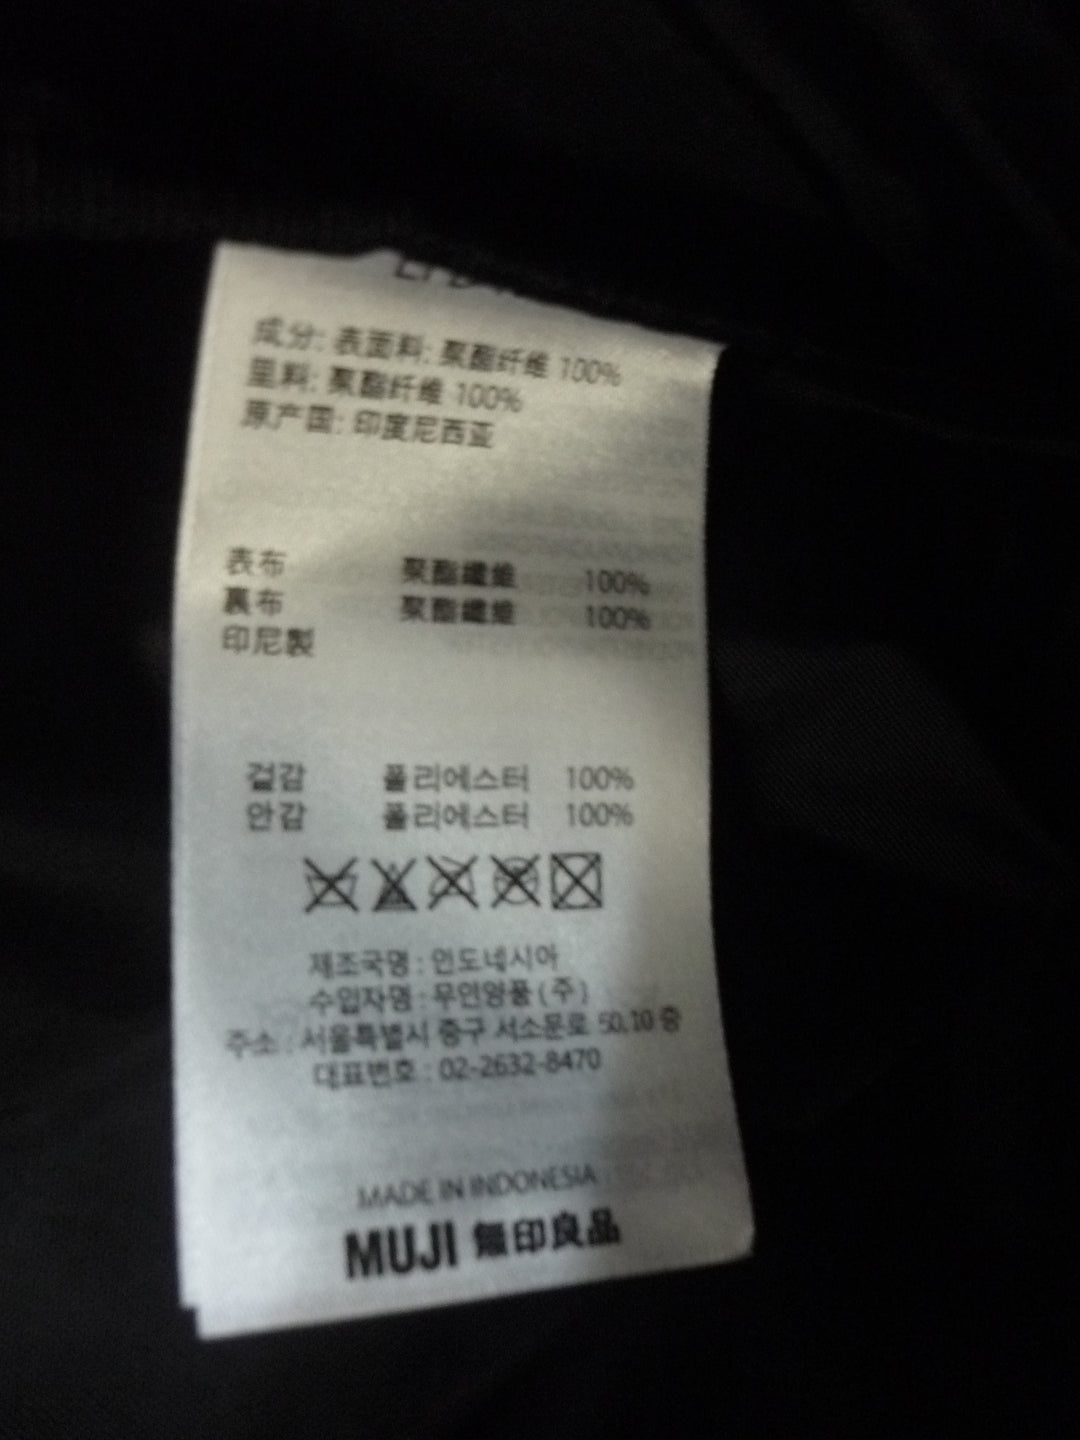 成分: 表面料: 聚酯纤维 100%
里料: 聚酯纤维 100%
原产国: 印度尼西亚
表布 聚酯纖維 100%
裏布 聚酯纖維 100%
印尼製
겉감 폴리에스터 100%
안감 폴리에스터 100%
제조국명 : 인도네시아
수입자명 : 무인양품 (주)
주소 : 서울특별시 중구 서소문로 50,10 층
대표번호 : 02-2632-8470
MADE IN INDONESIA
MUJI 無印良品